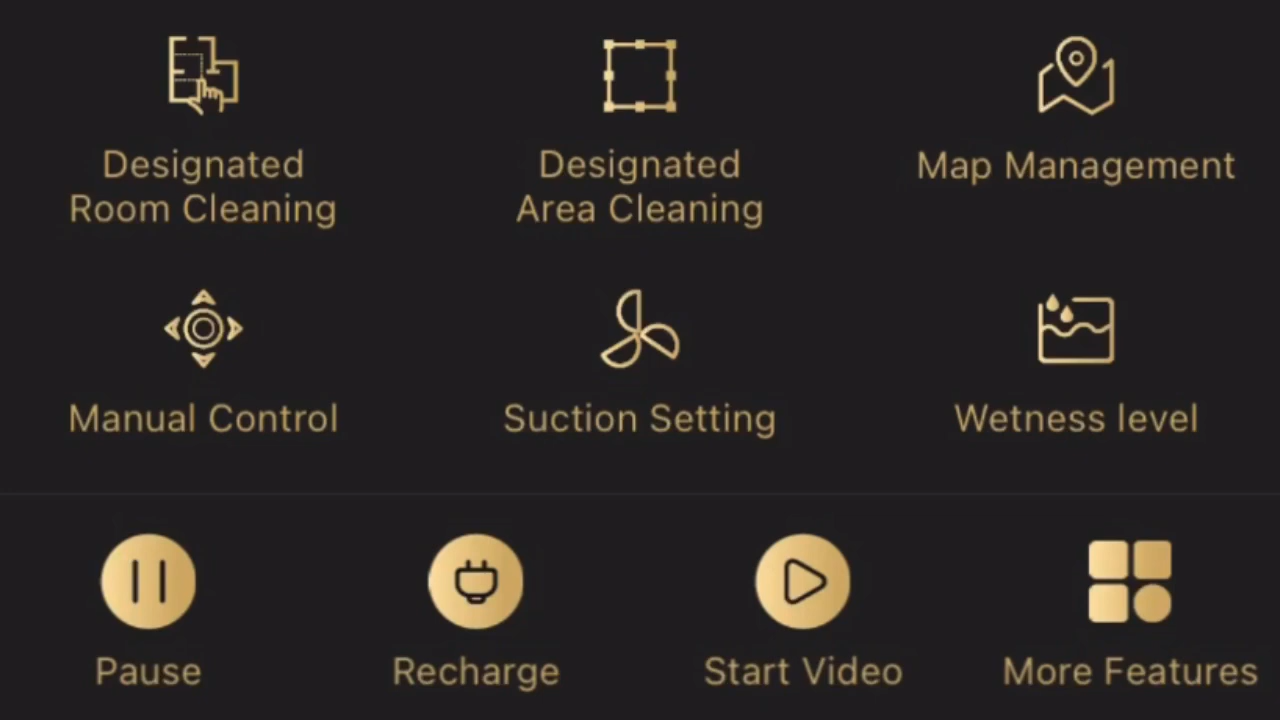 Designated
Room Cleaning
Designated
Area Cleaning
Map Management
Manual Control
Suction Setting
Wetness level
Pause
Recharge
Start Video
More Features